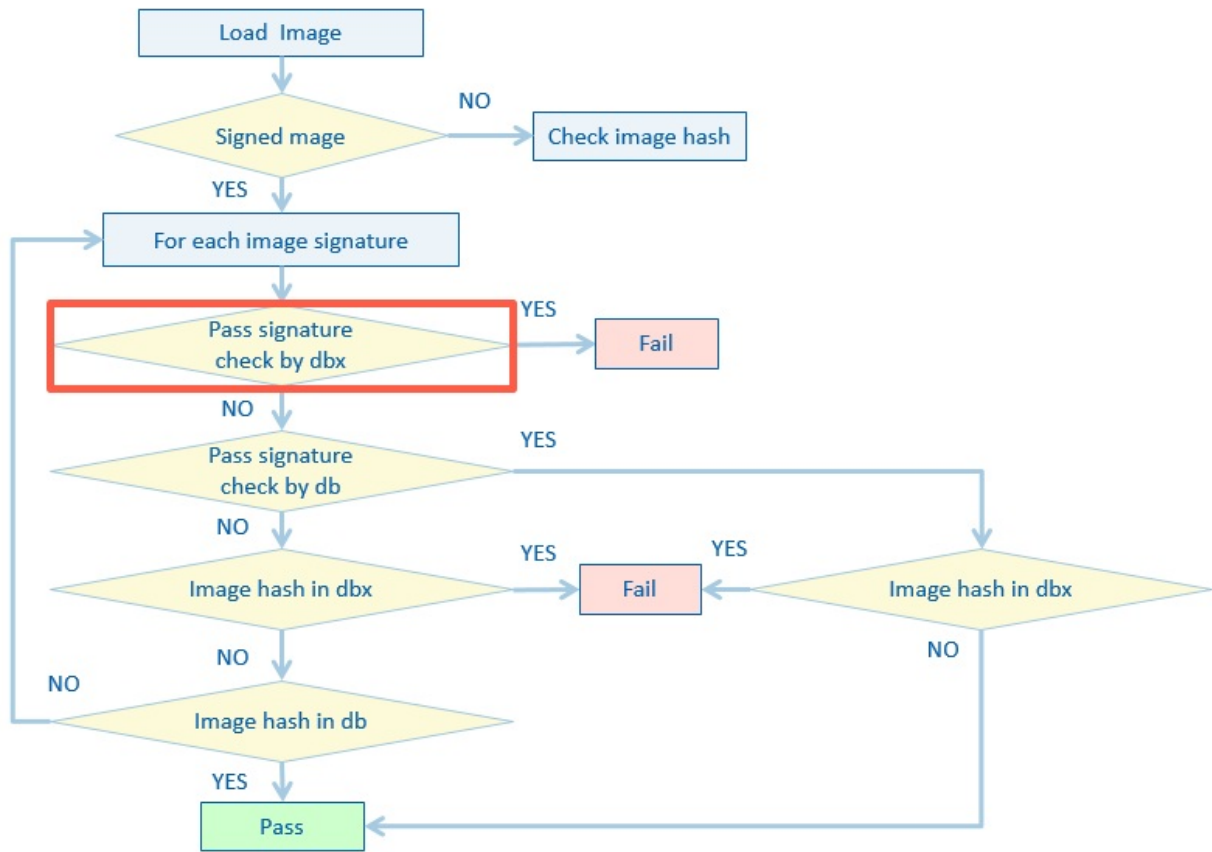 Load Image
NO
Signed mage
Check image hash
YES
For each image signature
YES
Pass signature
check by dbx
Fail
NO
YES
Pass signature
check by db
NO
YES
YES
Image hash in dbx
Fail
Image hash in dbx
NO
NO
NO
Image hash in db
YES
Pass